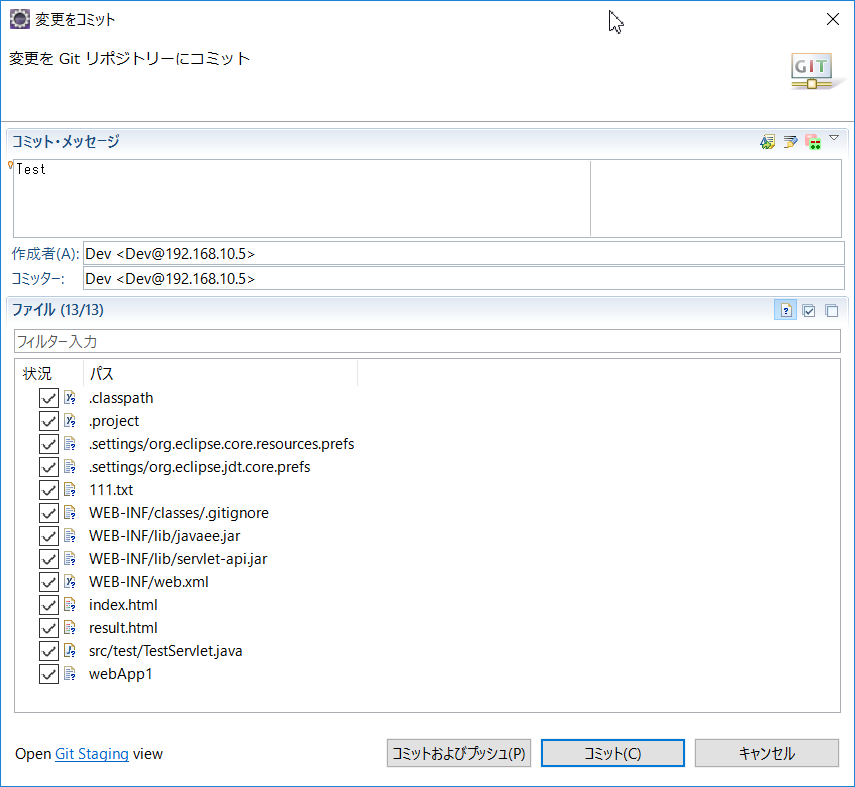 変更をコミット
変更を Git リポジトリーにコミット
GIT
コミット・メッセージ
Test
作成者(A): Dev <Dev@192.168.10.5>
コミッター: Dev <Dev@192.168.10.5>
ファイル (13/13)
フィルター入力
状況 パス
.classpath
.project
.settings/org.eclipse.core.resources.prefs
.settings/org.eclipse.jdt.core.prefs
111.txt
WEB-INF/classes/.gitignore
WEB-INF/lib/javaee.jar
WEB-INF/lib/servlet-api.jar
WEB-INF/web.xml
index.html
result.html
src/test/TestServlet.java
webApp1
Open Git Staging view コミットおよびプッシュ(P) コミット(C) キャンセル